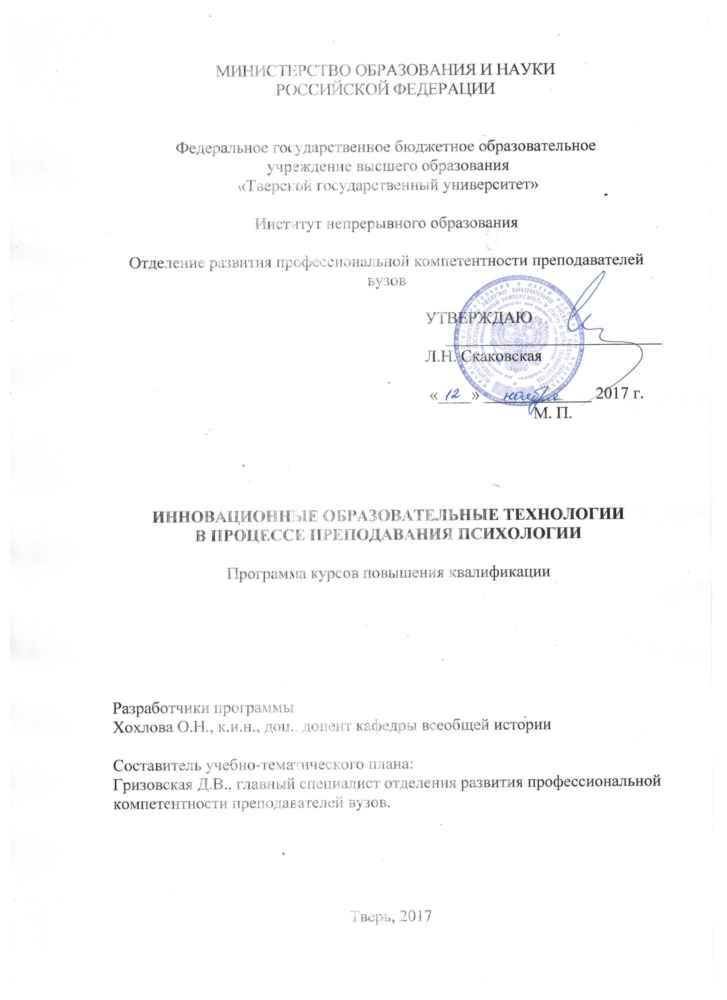 МИНИСТЕРСТВО ОБРАЗОВАНИЯ И НАУКИ
РОССИЙСКОЙ ФЕДЕРАЦИИ
Федеральное государственное бюджетное образовательное
учреждение высшего образования
«Тверской государственный университет»
Институт непрерывного образования
Отделение развития профессиональной компетентности преподавателей
вузов
УТВЕРЖДАЮ
Л.Н. Скаковская
«12» ноября 2017 г.
М. П.
ИННОВАЦИОННЫЕ ОБРАЗОВАТЕЛЬНЫЕ ТЕХНОЛОГИИ
В ПРОЦЕССЕ ПРЕПОДАВАНИЯ ПСИХОЛОГИИ
Программа курсов повышения квалификации
Разработчики программы
Хохлова О.Н., к.и.н., доц., доцент кафедры всеобщей истории
Составитель учебно-тематического плана:
Гризовская Д.В., главный специалист отделения развития профессиональной
компетентности преподавателей вузов.
Тверь, 2017